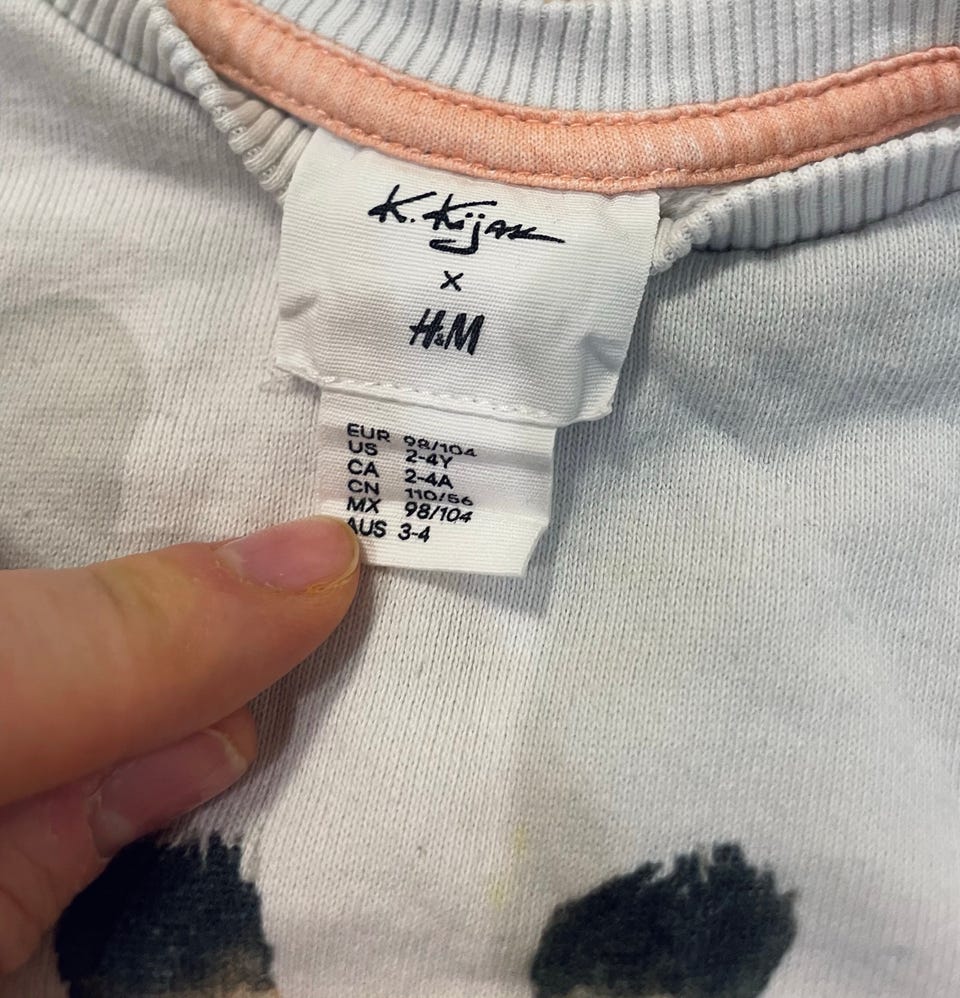 K. Kijak
x
H&M
EUR 98/104
US 2-4Y
CA 2-4A
CN 110/56
MX 98/104
AUS 3-4